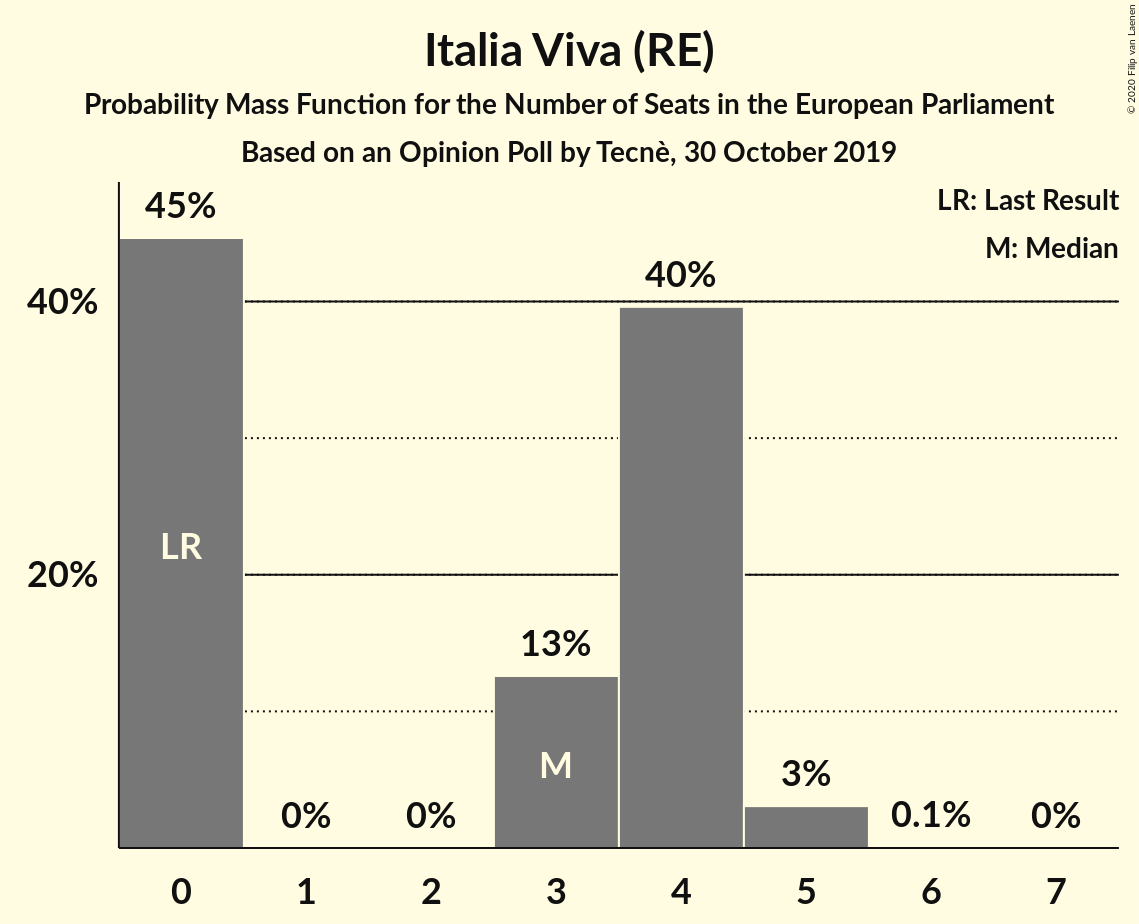 Italia Viva (RE)
Probability Mass Function for the Number of Seats in the European Parliament
Based on an Opinion Poll by Tecnè, 30 October 2019
© 2020 Filip van Laenen
LR: Last Result
M: Median
45%
40%
40%
LR
20%
13%
M
3%
0%
0%
0.1%
0%
0 1 2 3 4 5 6 7